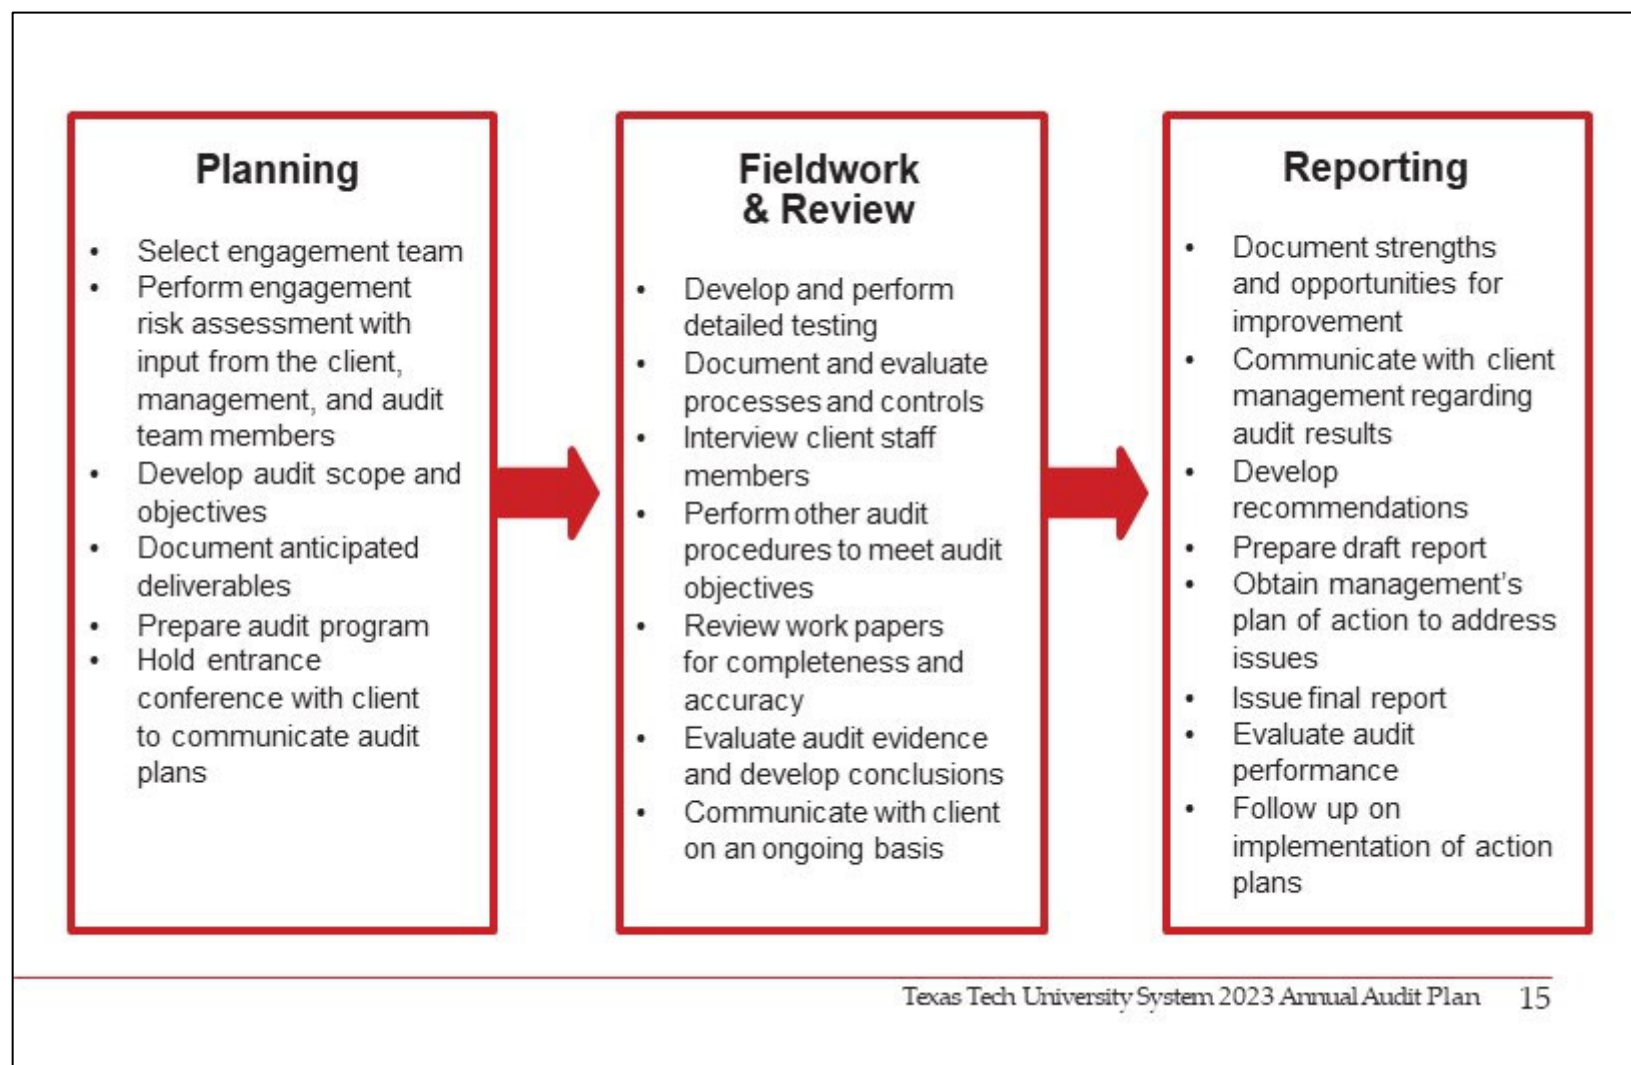 Planning
• Select engagement team
• Perform engagement
risk assessment with
input from the client,
management, and audit
team members
• Develop audit scope and
objectives
• Document anticipated
deliverables
• Prepare audit program
• Hold entrance
conference with client
to communicate audit
plans
Fieldwork
& Review
• Develop and perform
detailed testing
• Document and evaluate
processes and controls
• Interview client staff
members
• Perform other audit
procedures to meet audit
objectives
• Review work papers
for completeness and
accuracy
• Evaluate audit evidence
and develop conclusions
• Communicate with client
on an ongoing basis
Reporting
• Document strengths
and opportunities for
improvement
• Communicate with client
management regarding
audit results
• Develop
recommendations
• Prepare draft report
• Obtain management’s
plan of action to address
issues
• Issue final report
• Evaluate audit
performance
• Follow up on
implementation of action
plans
Texas Tech University System 2023 Annual Audit Plan 15